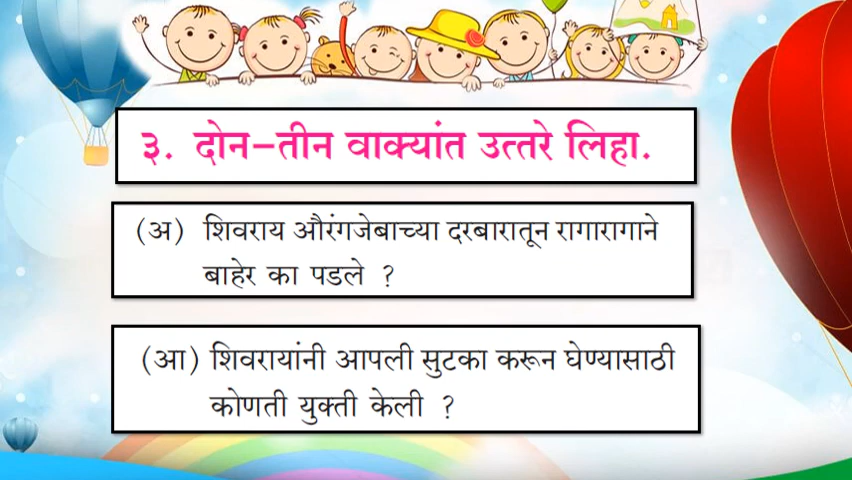 ३. दोन–तीन वाक्यांत उत्तरे लिहा.
(अ) शिवराय औरंगजेबाच्या दरबारातून रागारागाने
बाहेर का पडले ?
(आ) शिवरायांनी आपली सुटका करून घेण्यासाठी
कोणती युक्ती केली ?